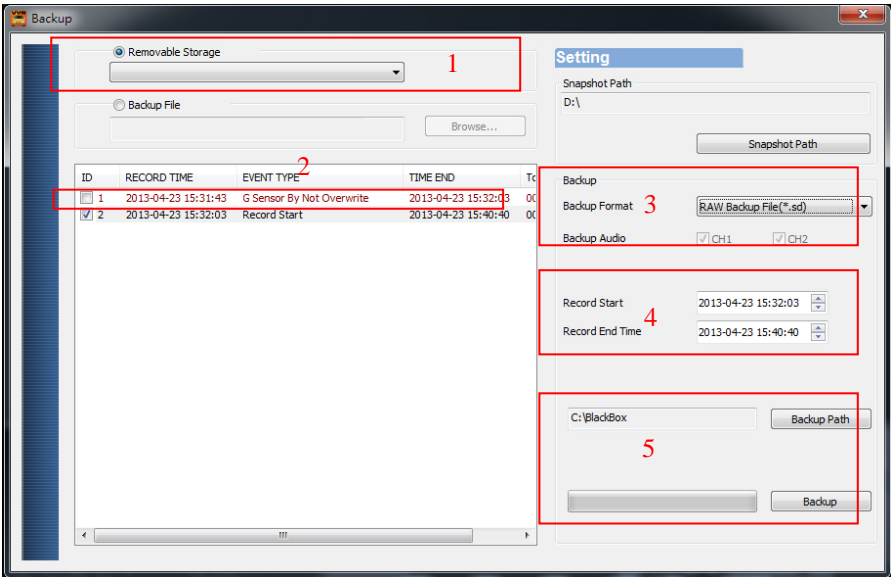 Backup
Removable Storage
1
Backup File
Browse...
2
ID RECORD TIME EVENT TYPE TIME END
1 2013-04-23 15:31:43 G Sensor By Not Overwrite 2013-04-23 15:32:03 00
2 2013-04-23 15:32:03 Record Start 2013-04-23 15:40:40 00
Setting
Snapshot Path
D:\
Snapshot Path
Backup
Backup Format 3 RAW Backup File(*.sd)
Backup Audio CH1 CH2
Record Start 2013-04-23 15:32:03
4
Record End Time 2013-04-23 15:40:40
C:\BlackBox Backup Path
5
Backup